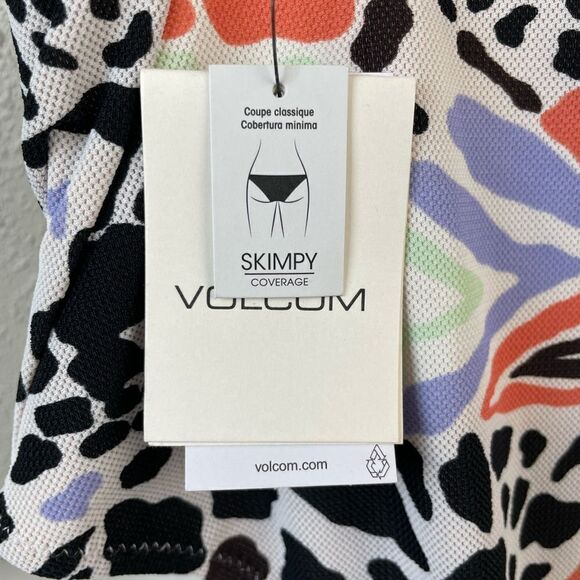 Coupe classique
Cobertura minima
SKIMPY
COVERAGE
VOLCOM
volcom.com